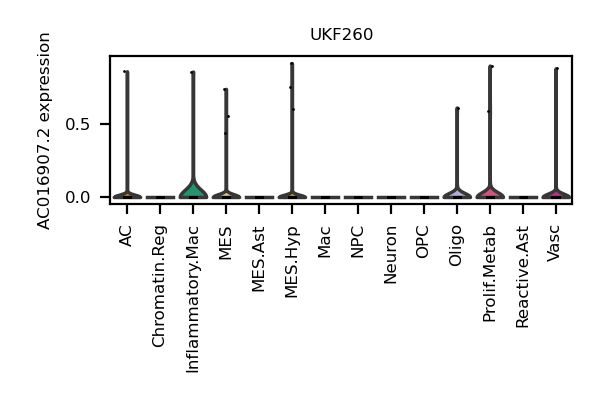 UKF260
AC016907.2 expression
0.5
0.0
AC
Chromatin.Reg
Inflammatory.Mac
MES
MES.Ast
MES.Hyp
Mac
NPC
Neuron
OPC
Oligo
Prolif.Metab
Reactive.Ast
Vasc